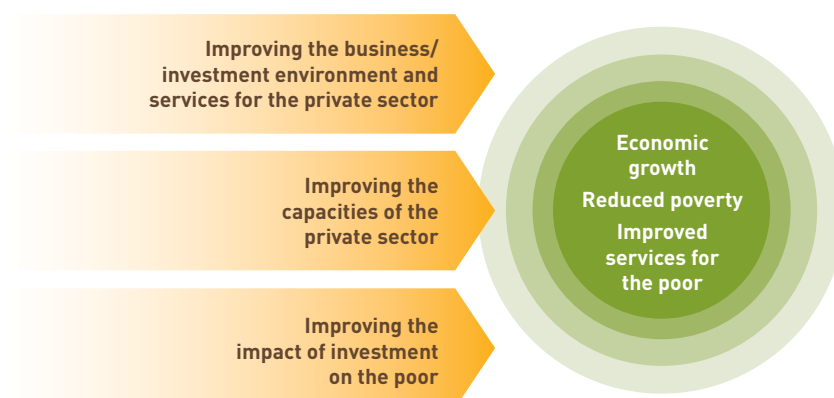 Improving the business/
investment environment and
services for the private sector
Improving the
capacities of the
private sector
Improving the
impact of investment
on the poor
Economic
growth
Reduced poverty
Improved
services for
the poor